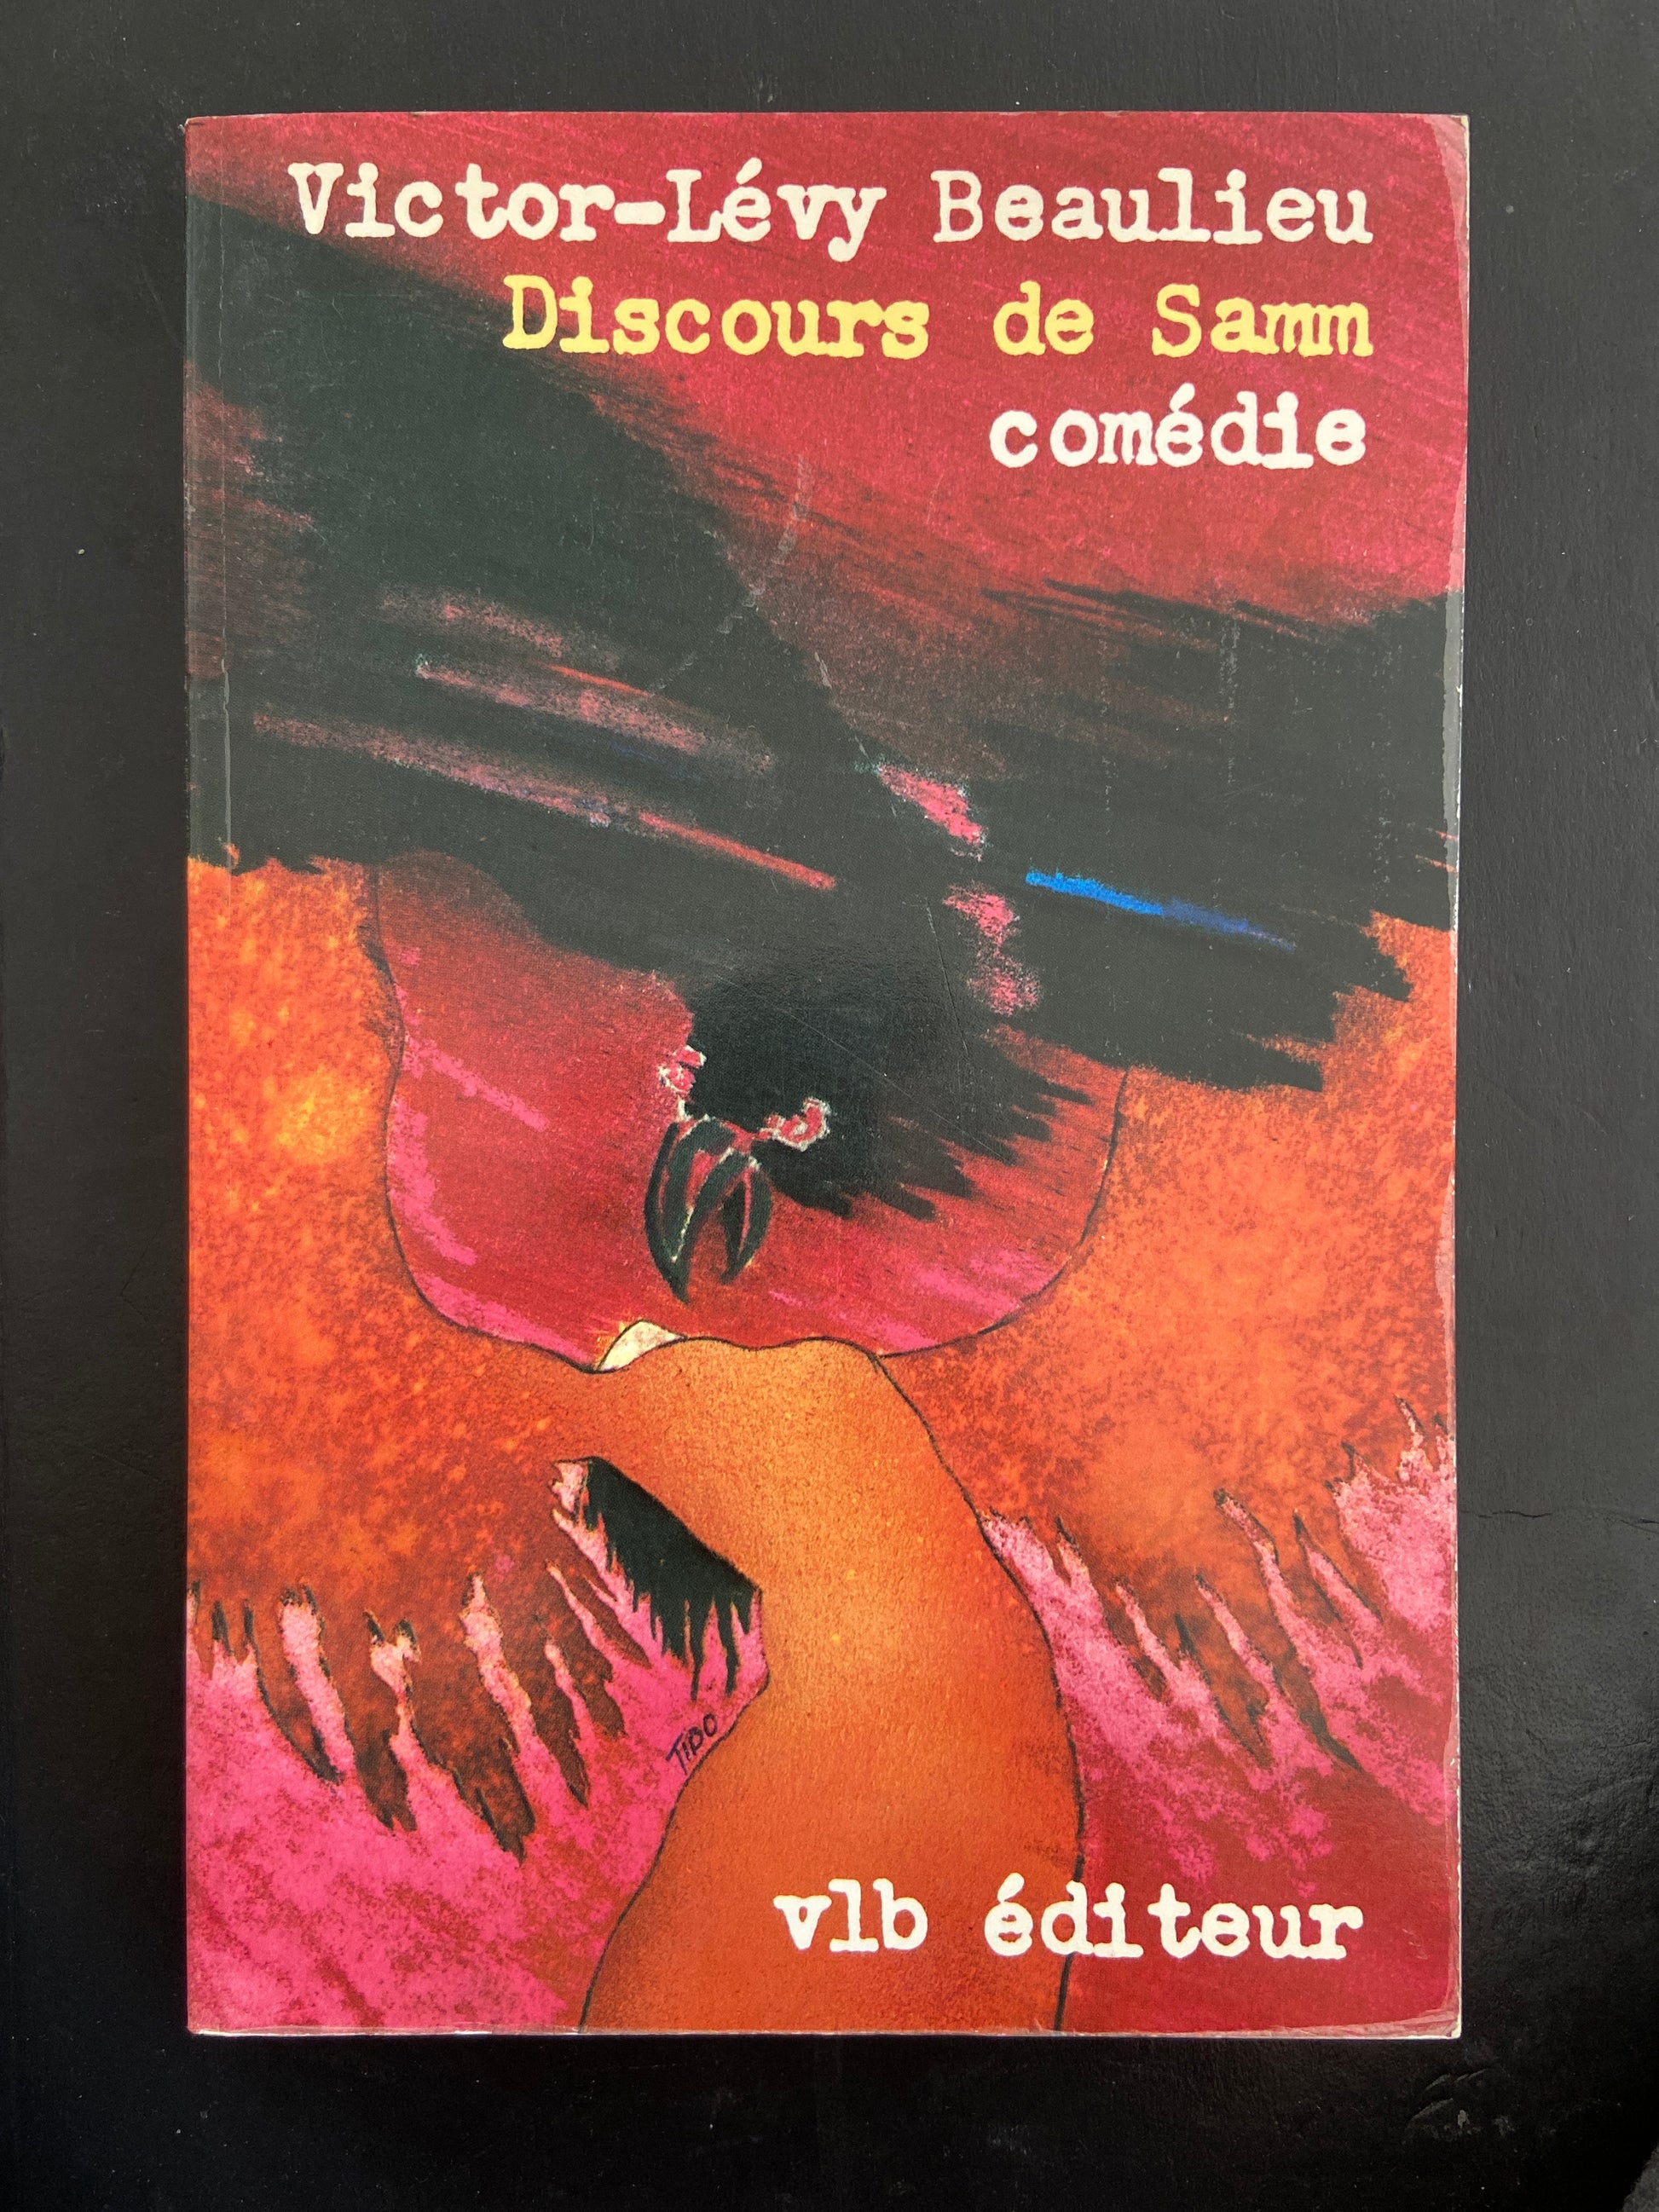 Victor-Lévy Beaulieu
Discours de Samm
comédie
TIBO
vlb éditeur